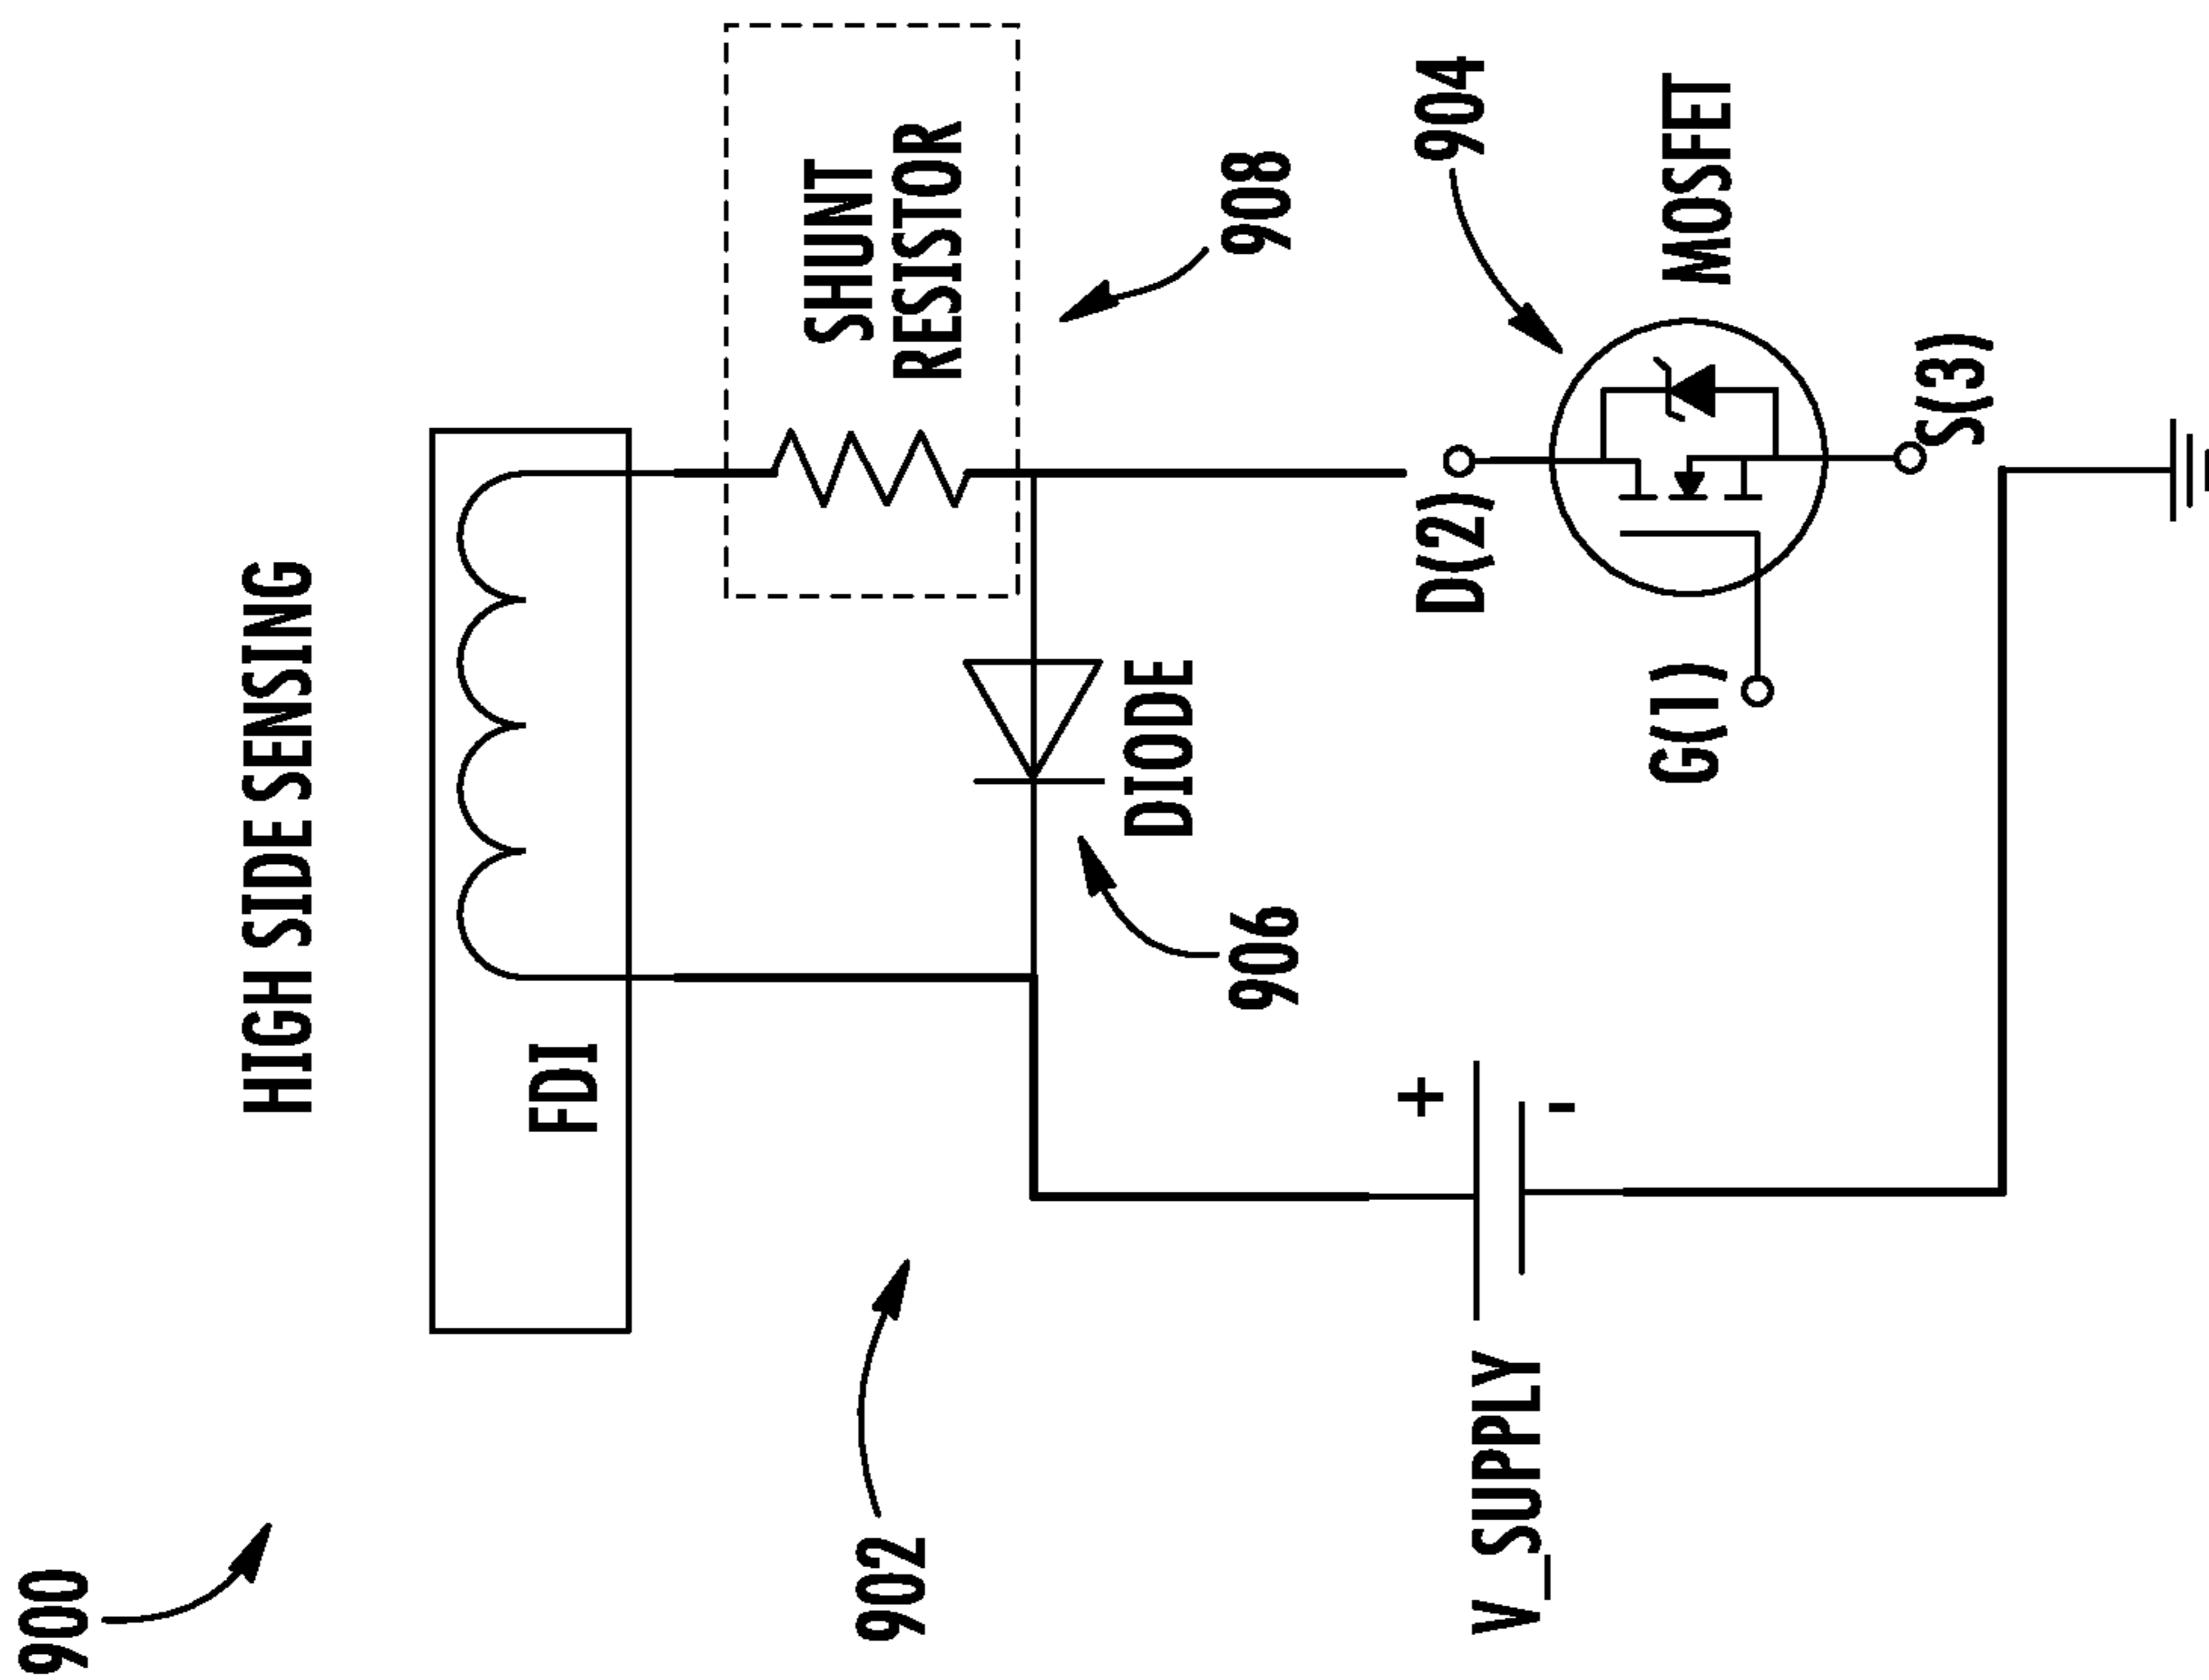 900
HIGH SIDE SENSING
FDI
902
SHUNT
RESISTOR
908
DIODE
906
904
MOSFET
D(2)
G(1)
S(3)
+
-
V_SUPPLY